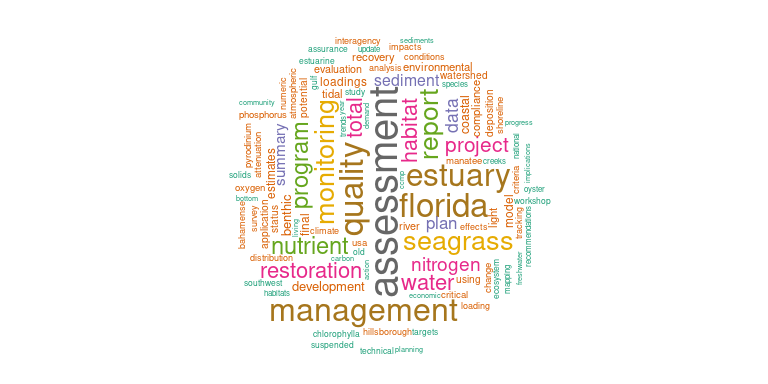 interagency
sediments
assurance
update
impacts
estuarine
recovery
conditions
evaluation
analysis
environmental
gulf
loadings
sediment
watershed
numeric
atmospheric
potential
tidal
study
species
community
phosphorus
total
year
trends
demand
habitat
report
data
coastal
compliance
deposition
shoreline
progress
pyrodinium
attenuation
summary
program
monitoring
quality
assessment
project
national
manatee
creeks
implications
solids
estimates
ccmp
estuary
criteria
oyster
oxygen
bottom
benthic
florida
model
workshop
bahamense
survey
application
status
final
living
climate
river
plan
effects
light
tracking
recommendations
nutrient
usa
old
seagrass
distribution
carbon
restoration
action
nitrogen
change
ecosystem
mapping
freshwater
southwest
habitats
development
water
using
economic
critical
management
loading
chlorophylla
hillsborough
targets
suspended
technical
planning